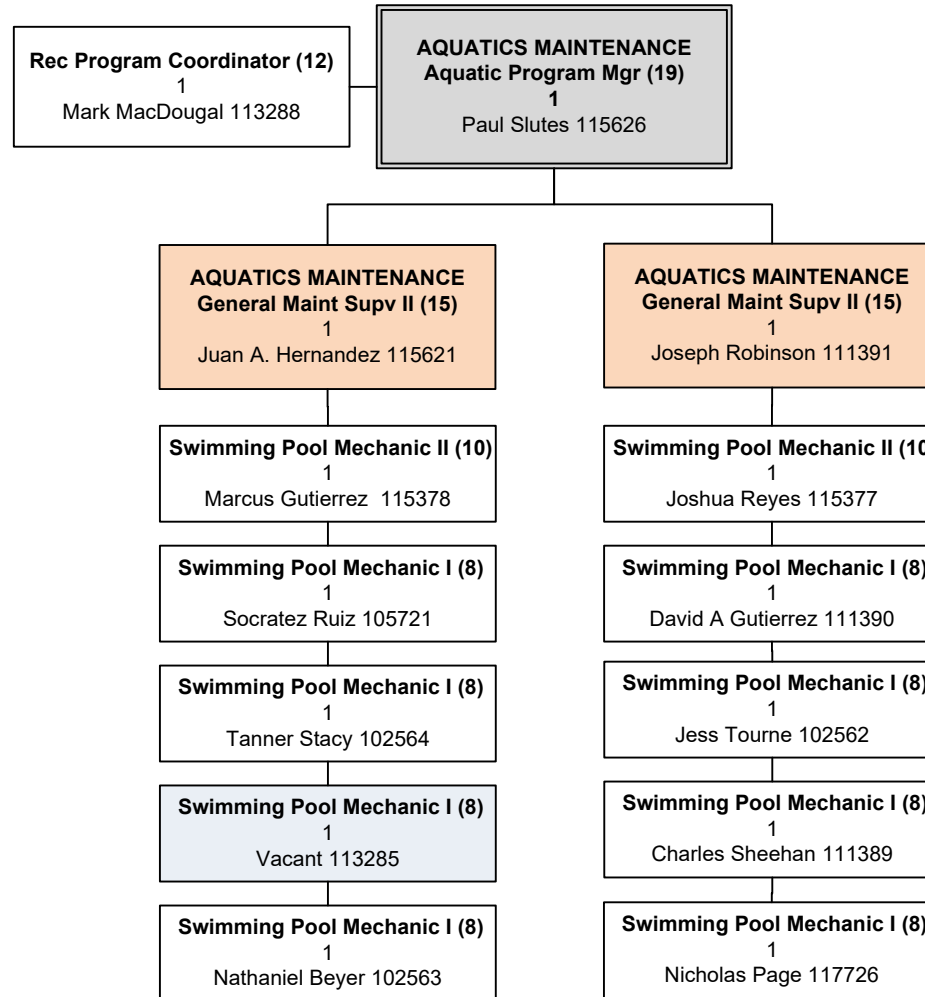 Rec Program Coordinator (12)
1
Mark MacDougal 113288
AQUATICS MAINTENANCE
Aquatic Program Mgr (19)
1
Paul Slutes 115626
AQUATICS MAINTENANCE
General Maint Supv II (15)
1
Juan A. Hernandez 115621
Swimming Pool Mechanic II (10)
1
Marcus Gutierrez 115378
Swimming Pool Mechanic I (8)
1
Socratez Ruiz 105721
Swimming Pool Mechanic I (8)
1
Tanner Stacy 102564
Swimming Pool Mechanic I (8)
1
Vacant 113285
Swimming Pool Mechanic I (8)
1
Nathaniel Beyer 102563
AQUATICS MAINTENANCE
General Maint Supv II (15)
1
Joseph Robinson 111391
Swimming Pool Mechanic II (10
1
Joshua Reyes 115377
Swimming Pool Mechanic I (8)
1
David A Gutierrez 111390
Swimming Pool Mechanic I (8)
1
Jess Tourne 102562
Swimming Pool Mechanic I (8)
1
Charles Sheehan 111389
Swimming Pool Mechanic I (8)
1
Nicholas Page 117726